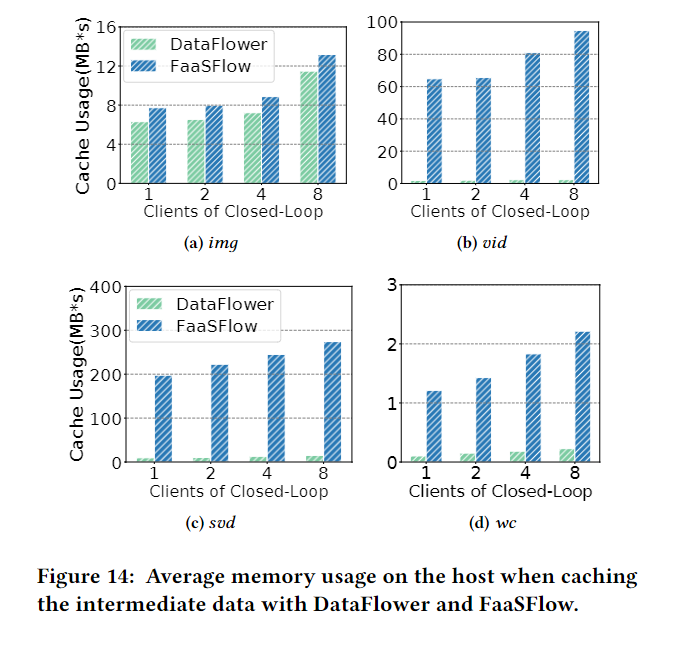 Cache Usage(MB*s)
16
12
8
4
0
DataFlower
FaaSFlow
1 2 4 8
Clients of Closed-Loop
(a) img
100
80
60
40
20
0
1 2 4 8
Clients of Closed-Loop
(b) vid
Cache Usage(MB*s)
400
300
200
100
0
DataFlower
FaaSFlow
1 2 4 8
Clients of Closed-Loop
(c) svd
3
2
1
0
1 2 4 8
Clients of Closed-Loop
(d) wc
Figure 14: Average memory usage on the host when caching
the intermediate data with DataFlower and FaaSFlow.